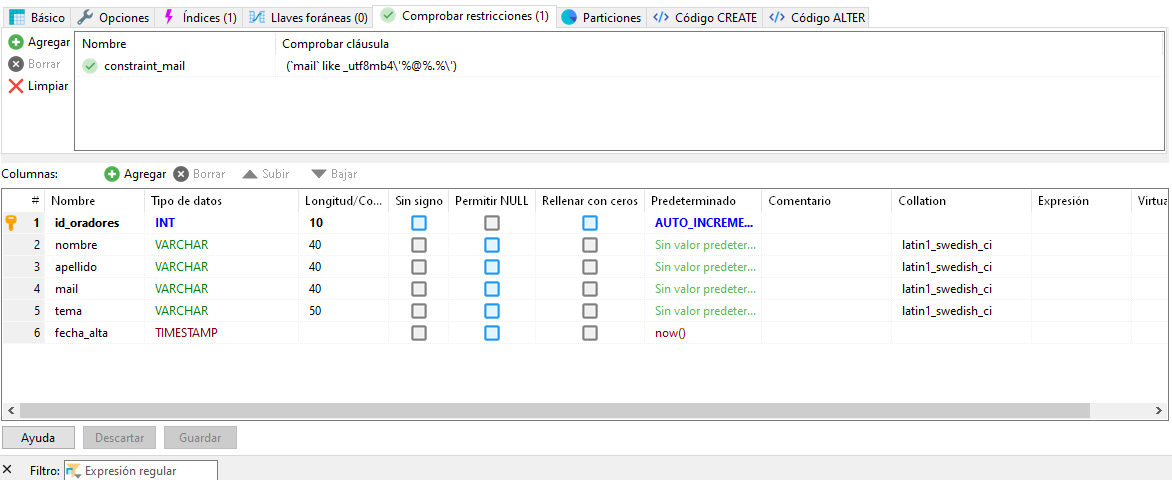 Básico Opciones Índices (1) Llaves foráneas (0) Comprobar restricciones (1) Particiones Código CREATE Código ALTER
Agregar
Borrar
Limpiar
Nombre Comprobar cláusula
constraint_mail (`mail` like _utf8mb4\'%@%.%\')
Columnas: Agregar Borrar Subir Bajar
# Nombre Tipo de datos Longitud/Co... Sin signo Permitir NULL Rellenar con ceros Predeterminado Comentario Collation Expresión Virtua
1 id_oradores INT 10 AUTO_INCREME...
2 nombre VARCHAR 40 Sin valor predeter... latin1_swedish_ci
3 apellido VARCHAR 40 Sin valor predeter... latin1_swedish_ci
4 mail VARCHAR 40 Sin valor predeter... latin1_swedish_ci
5 tema VARCHAR 50 Sin valor predeter... latin1_swedish_ci
6 fecha_alta TIMESTAMP now()
Ayuda Descartar Guardar
Filtro: Expresión regular